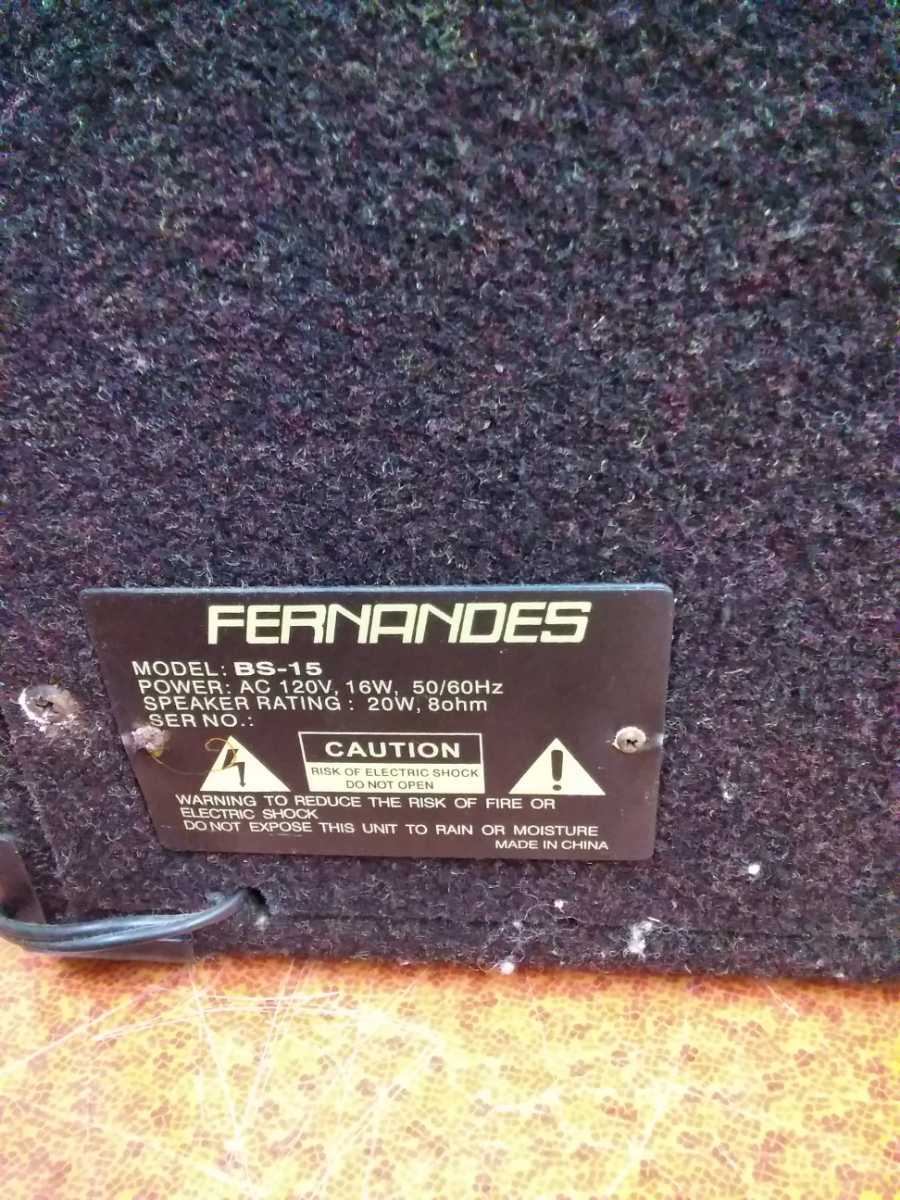 FERNANDES
MODEL: BS-15
POWER: AC 120V, 16W, 50/60Hz
SPEAKER RATING : 20W, 8ohm
SER NO.:
CAUTION
RISK OF ELECTRIC SHOCK
DO NOT OPEN
WARNING TO REDUCE THE RISK OF FIRE OR
ELECTRIC SHOCK
DO NOT EXPOSE THIS UNIT TO RAIN OR MOISTURE
MADE IN CHINA